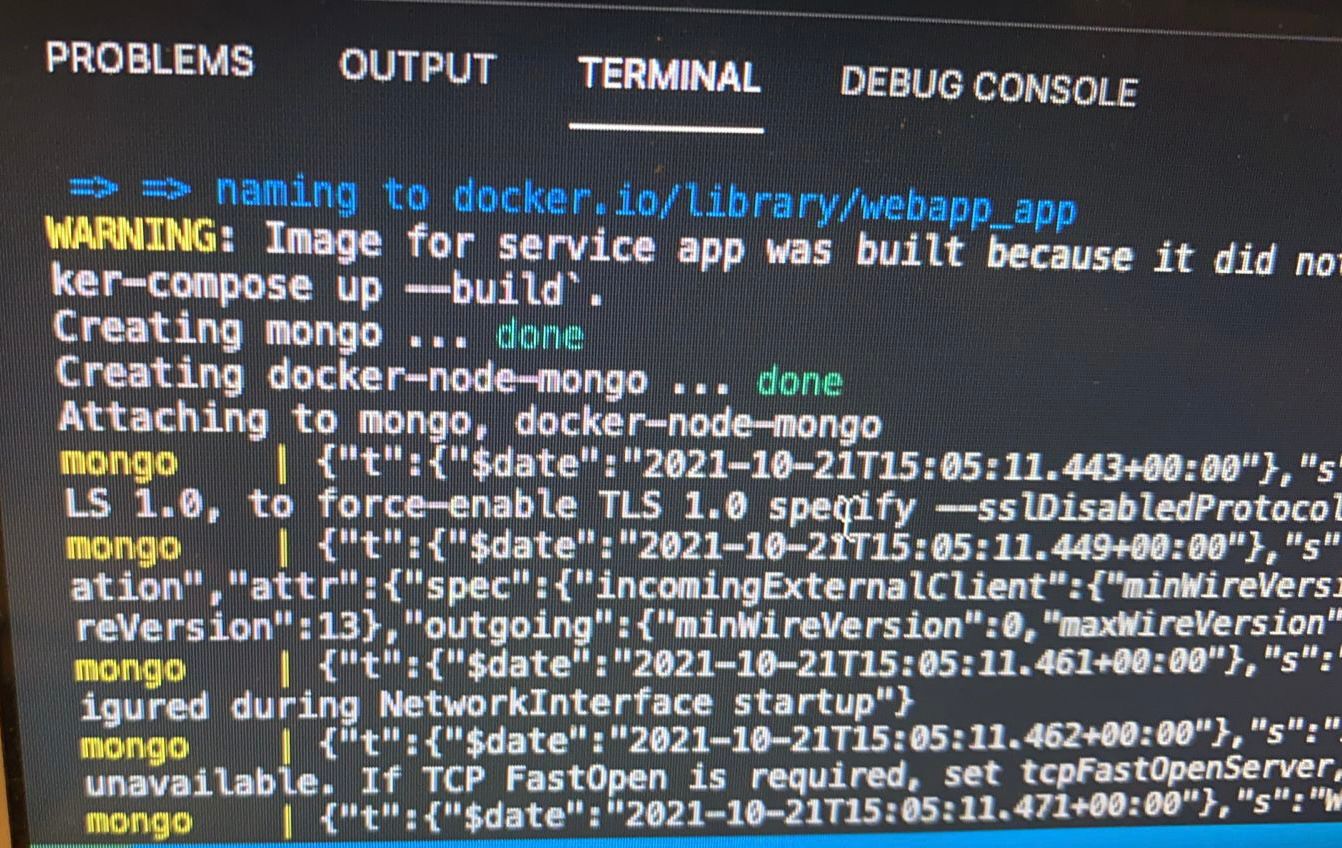 PROBLEMS OUTPUT TERMINAL DEBUG CONSOLE
=> => naming to docker.io/library/webapp_app
WARNING: Image for service app was built because it did not
ker-compose up --build`.
Creating mongo ... done
Creating docker-node-mongo ... done
Attaching to mongo, docker-node-mongo
mongo | {"t":{"$date":"2021-10-21T15:05:11.443+00:00"},"s"
LS 1.0, to force-enable TLS 1.0 specify --sslDisabledProtocol
mongo | {"t":{"$date":"2021-10-21T15:05:11.449+00:00"},"s"
ation","attr":{"spec":{"incomingExternalClient":{"minWireVersi
reVersion":13},"outgoing":{"minWireVersion":0,"maxWireVersion"
mongo | {"t":{"$date":"2021-10-21T15:05:11.461+00:00"},"s":
igured during NetworkInterface startup"}
mongo | {"t":{"$date":"2021-10-21T15:05:11.462+00:00"},"s":"
unavailable. If TCP FastOpen is required, set tcpFastOpenServer,
mongo | {"t":{"$date":"2021-10-21T15:05:11.471+00:00"},"s":"W